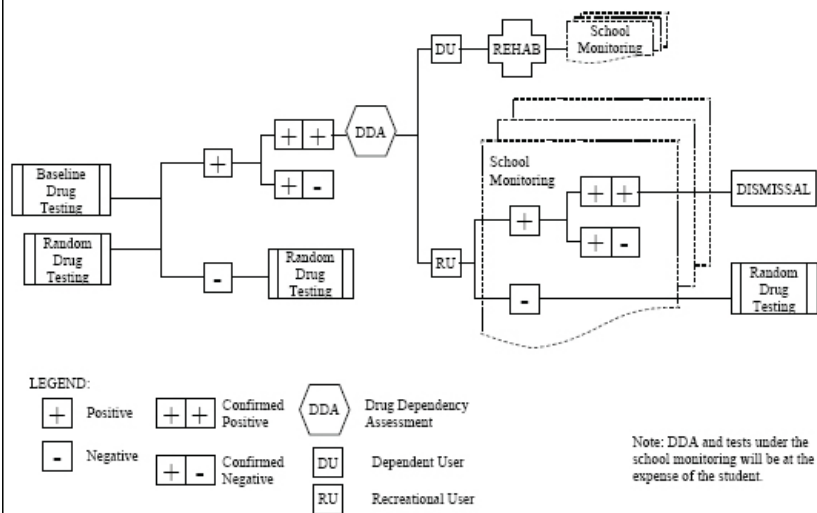 School
Monitoring
DU
REHAB
+ +
DDA
+
School
Monitoring
Baseline
Drug
Testing
+ -
+ +
DISMISSAL
+
Random
Drug
Testing
+ -
Random
Drug
Testing
RU
Random
Drug
Testing
-
-
LEGEND:
+ Positive
+ + Confirmed
Positive
DDA Drug Dependency
Assessment
- Negative
+ - Confirmed
Negative
DU Dependent User
RU Recreational User
Note: DDA and tests under the
school monitoring will be at the
expense of the student.